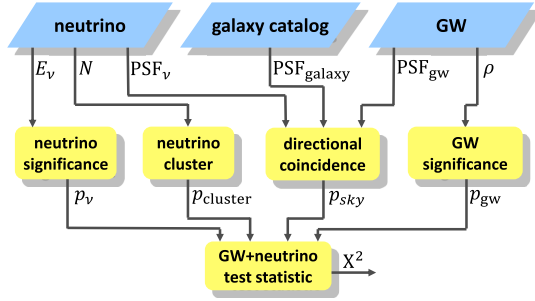 neutrino galaxy catalog GW
E_ν N PSF_ν PSF_galaxy PSF_gw ρ
neutrino significance
neutrino cluster
directional coincidence
GW significance
p_ν p_cluster p_sky p_gw
GW+neutrino
test statistic
X²